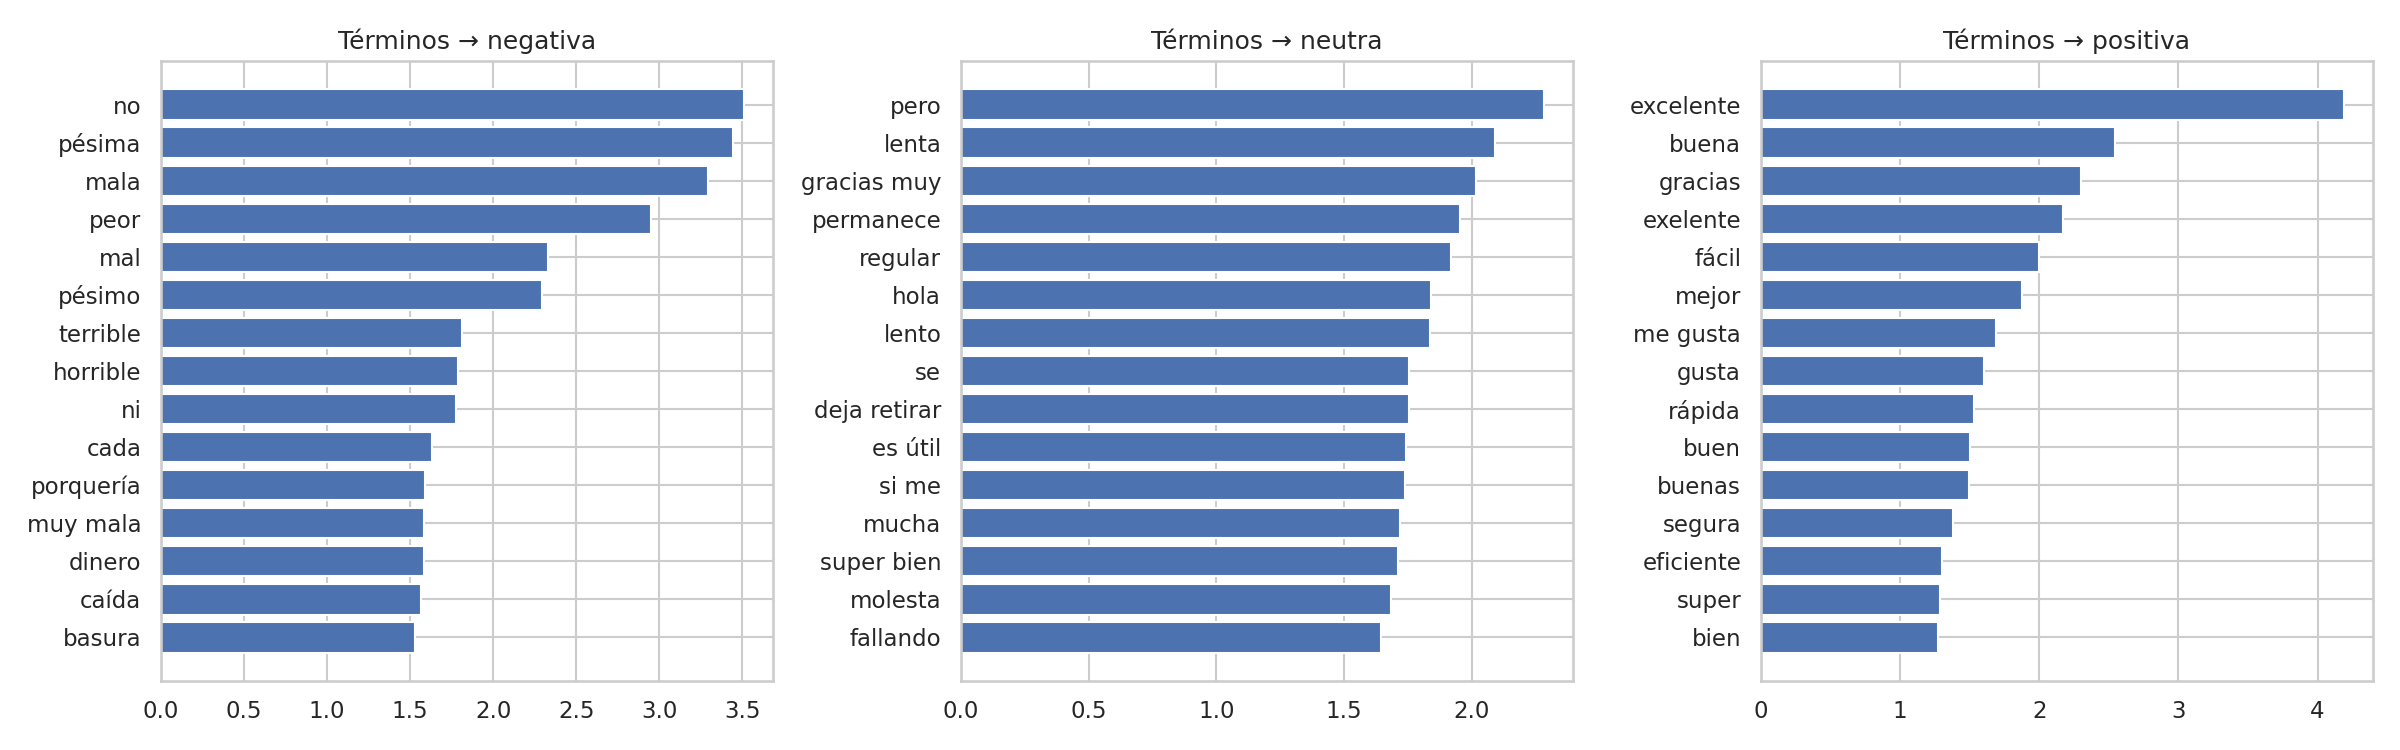 Términos → negativa
no
pésima
mala
peor
mal
pésimo
terrible
horrible
ni
cada
porquería
muy mala
dinero
caída
basura
0.0 0.5 1.0 1.5 2.0 2.5 3.0 3.5
Términos → neutra
pero
lenta
gracias muy
permanece
regular
hola
lento
se
deja retirar
es útil
si me
mucha
super bien
molesta
fallando
0.0 0.5 1.0 1.5 2.0
Términos → positiva
excelente
buena
gracias
exelente
fácil
mejor
me gusta
gusta
rápida
buen
buenas
segura
eficiente
super
bien
0 1 2 3 4